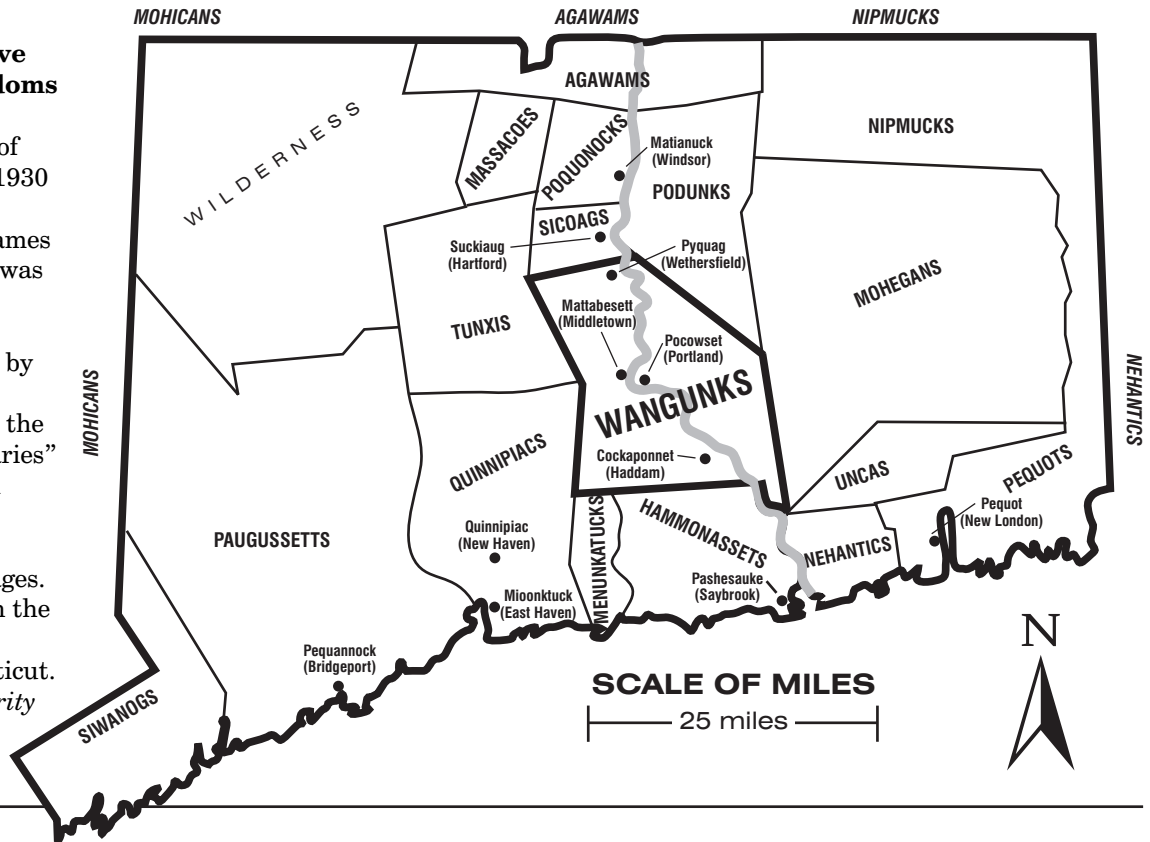 ve
doms
of
1930
ames
was
by
the
ries”
ges.
n the
ticut.
rity
MOHICANS
AGAWAMS
NIPMUCKS
AGAWAMS
WILDERNESS
MASSACOES
POQUONOCKS
Matianuck
(Windsor)
PODUNKS
NIPMUCKS
SICOAGS
Suckiaug
(Hartford)
Pyquag
(Wethersfield)
MOHEGANS
TUNXIS
Mattabesett
(Middletown)
Pocowset
(Portland)
WANGUNKS
MOHICANS
NEHANTICS
Cockaponnet
(Haddam)
QUINNIPIACS
UNCAS
PEQUOTS
Pequot
(New London)
PAUGUSSETTS
Quinnipiac
(New Haven)
MENUNKATUCKS
HAMMONASSETS
NEHANTICS
Pashesauke
(Saybrook)
Mioonktuck
(East Haven)
Pequannock
(Bridgeport)
SIWANOGS
N
SCALE OF MILES
25 miles